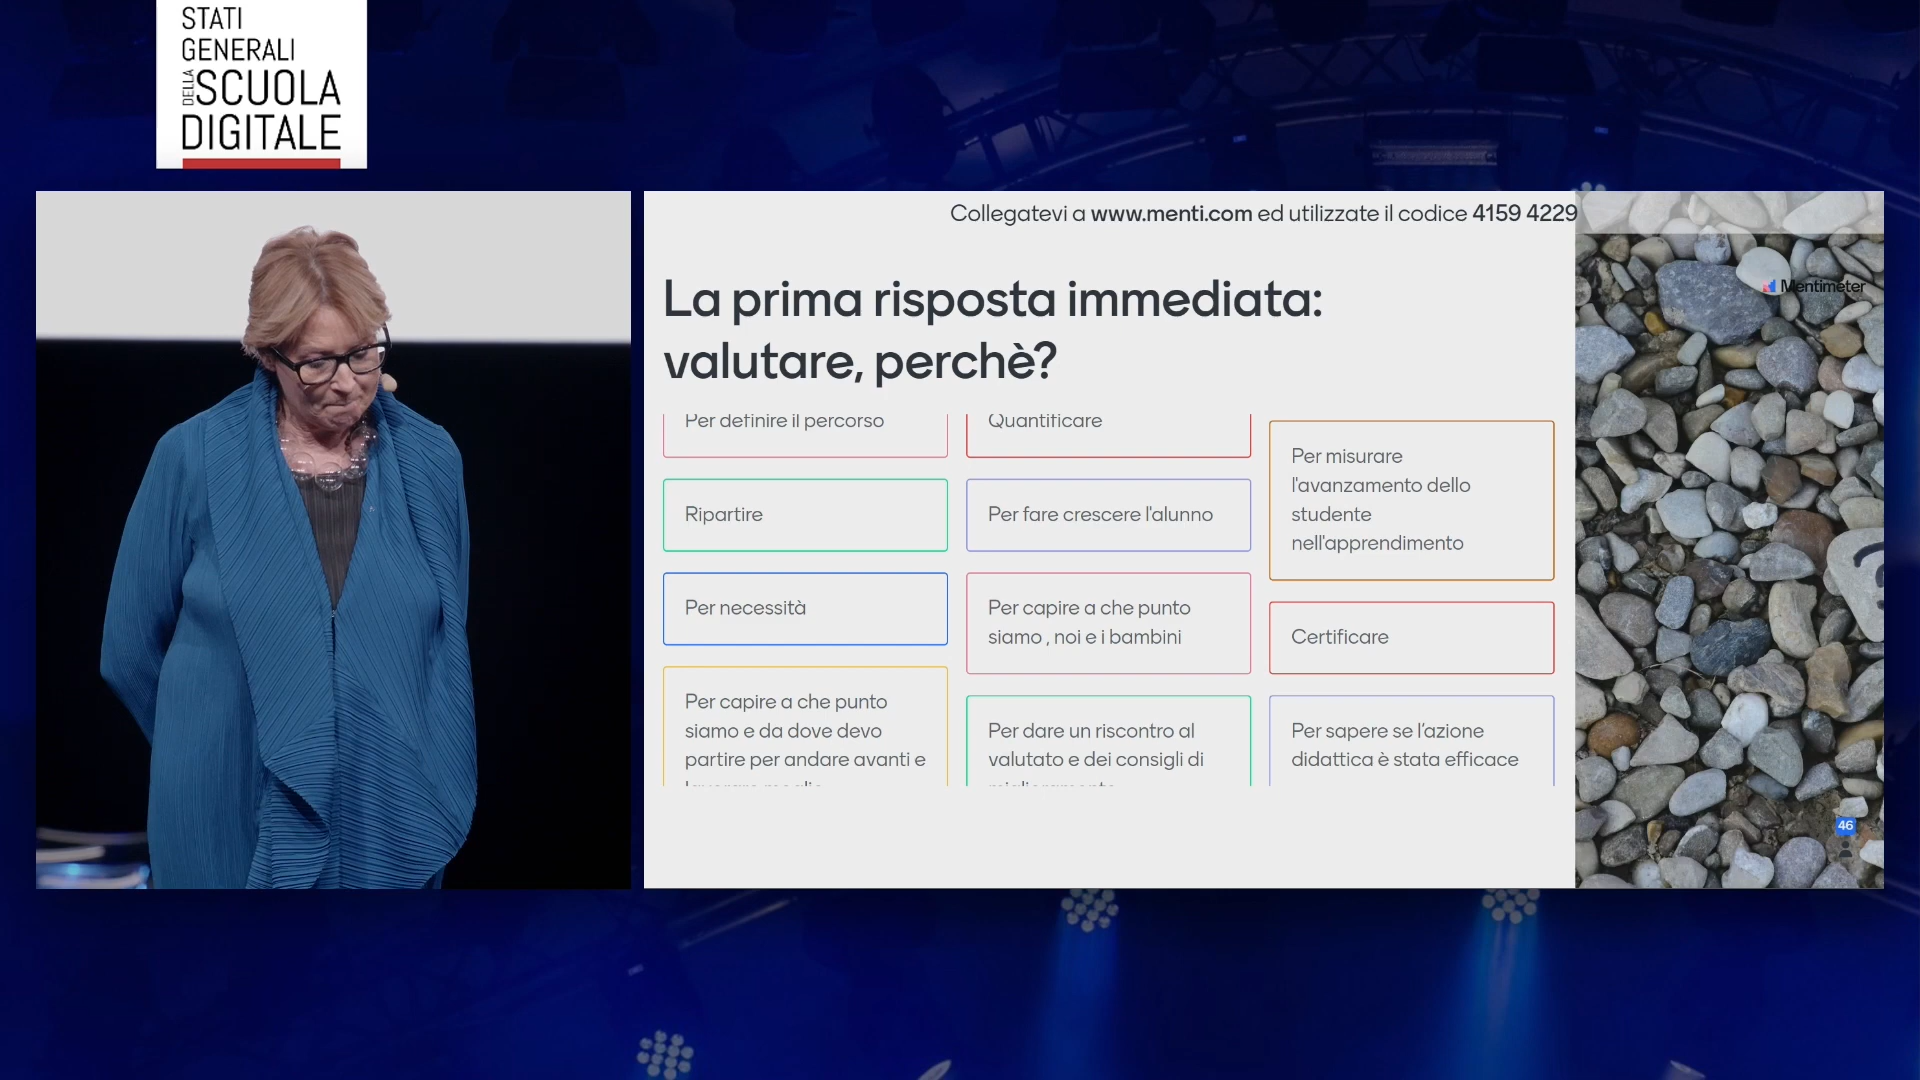 STATI
GENERALI
DELLA SCUOLA
DIGITALE
Collegatevi a www.menti.com ed utilizzate il codice 4159 4229
Mentimeter
La prima risposta immediata:
valutare, perchè?
Per definire il percorso
Ripartire
Per necessità
Per capire a che punto
siamo e da dove devo
partire per andare avanti e
Quantificare
Per fare crescere l'alunno
Per capire a che punto
siamo , noi e i bambini
Per dare un riscontro al
valutato e dei consigli di
miglioramento
Per misurare
l'avanzamento dello
studente
nell'apprendimento
Certificare
Per sapere se l’azione
didattica è stata efficace
46